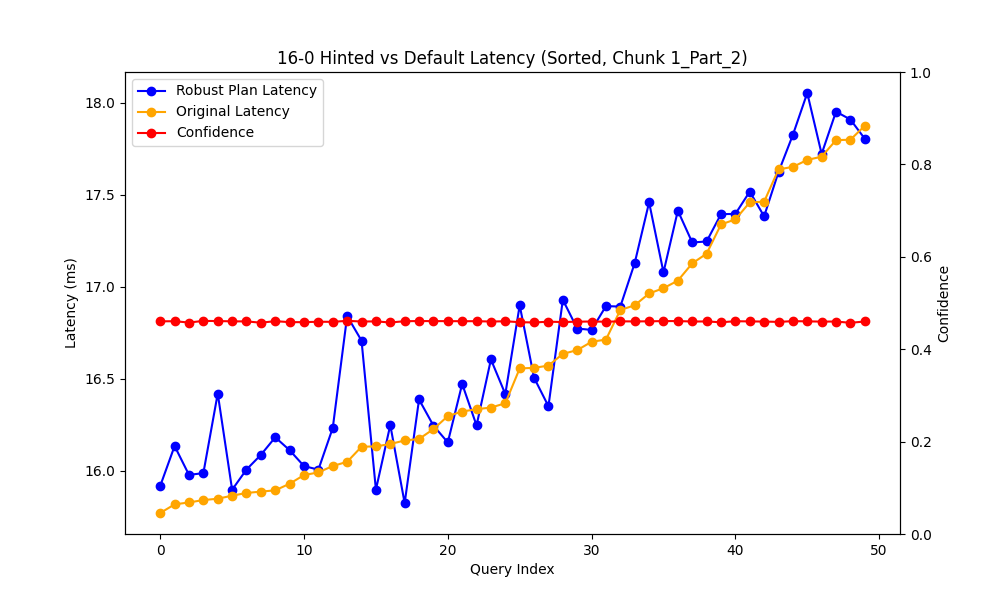 16-0 Hinted vs Default Latency (Sorted, Chunk 1_Part_2)
Robust Plan Latency
Original Latency
Confidence
Latency (ms)
18.0
17.5
17.0
16.5
16.0
1.0
0.8
0.6
0.4
0.2
0.0
Confidence
0 10 20 30 40 50
Query Index